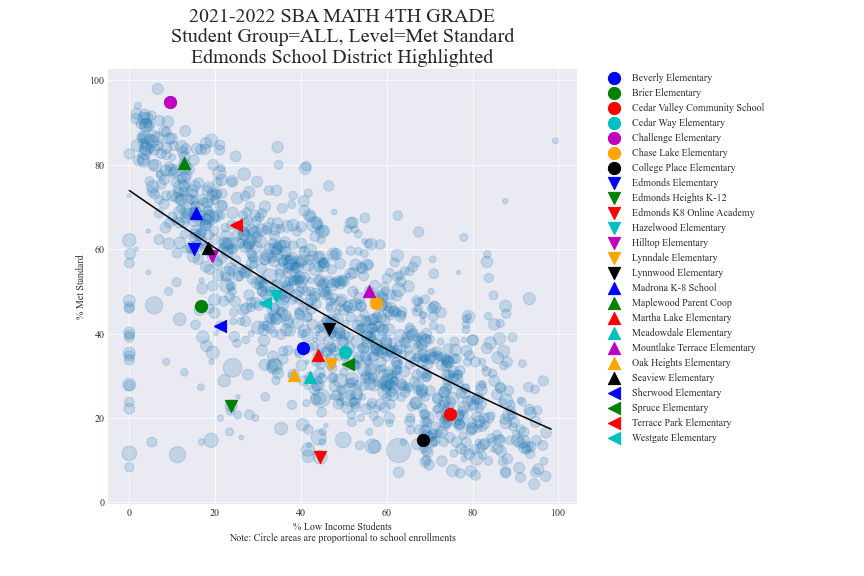 2021-2022 SBA MATH 4TH GRADE
Student Group=ALL, Level=Met Standard
Edmonds School District Highlighted
% Met Standard
100
80
60
40
20
0
0 20 40 60 80 100
% Low Income Students
Note: Circle areas are proportional to school enrollments
Beverly Elementary
Brier Elementary
Cedar Valley Community School
Cedar Way Elementary
Challenge Elementary
Chase Lake Elementary
College Place Elementary
Edmonds Elementary
Edmonds Heights K-12
Edmonds K8 Online Academy
Hazelwood Elementary
Hilltop Elementary
Lynndale Elementary
Lynnwood Elementary
Madrona K-8 School
Maplewood Parent Coop
Martha Lake Elementary
Meadowdale Elementary
Mountlake Terrace Elementary
Oak Heights Elementary
Seaview Elementary
Sherwood Elementary
Spruce Elementary
Terrace Park Elementary
Westgate Elementary